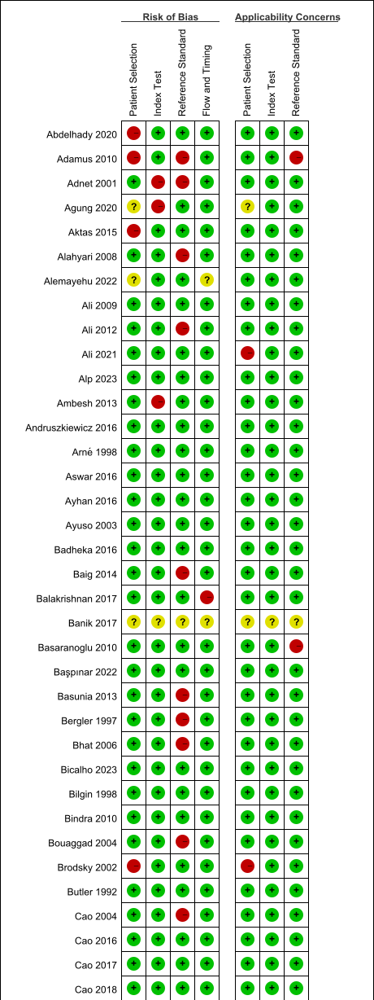 Risk of Bias Applicability Concerns
Patient Selection
Index Test
Reference Standard
Flow and Timing
Patient Selection
Index Test
Reference Standard
Abdelhady 2020 + + + + + +
Adamus 2010 + + + +
Adnet 2001 + + + + +
Agung 2020 ? + + ? + +
Aktas 2015 + + + + + +
Alahyari 2008 + + + + + +
Alemayehu 2022 ? + + ? + + +
Ali 2009 + + + + + + +
Ali 2012 + + + + + +
Ali 2021 + + + + + +
Alp 2023 + + + + + + +
Ambesh 2013 + + + + + +
Andruszkiewicz 2016 + + + + + + +
Arné 1998 + + + + + + +
Aswar 2016 + + + + + + +
Ayhan 2016 + + + + + + +
Ayuso 2003 + + + + + + +
Badheka 2016 + + + + + + +
Baig 2014 + + + + + +
Balakrishnan 2017 + + + + + +
Banik 2017 ? ? ? ? ? ? ?
Basaranoglu 2010 + + + + + +
Başpınar 2022 + + + + + + +
Basunia 2013 + + + + + +
Bergler 1997 + + + + + +
Bhat 2006 + + + + + +
Bicalho 2023 + + + + + + +
Bilgin 1998 + + + + + + +
Bindra 2010 + + + + + + +
Bouaggad 2004 + + + + + +
Brodsky 2002 + + + + +
Butler 1992 + + + + + + +
Cao 2004 + + + + + +
Cao 2016 + + + + + + +
Cao 2017 + + + + + + +
Cao 2018 + + + + + + +